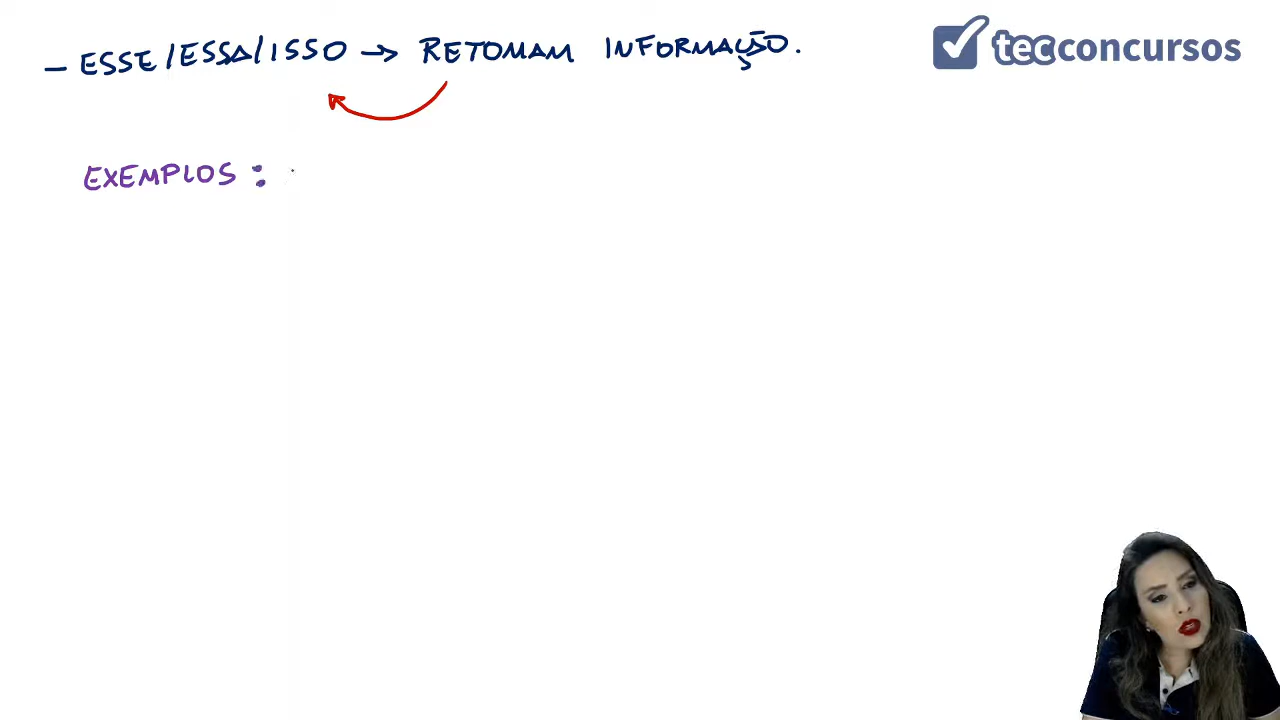 - ESSE/ESSA/ISSO → RETOMAM INFORMAÇÃO.
tecconcursos
EXEMPLOS: